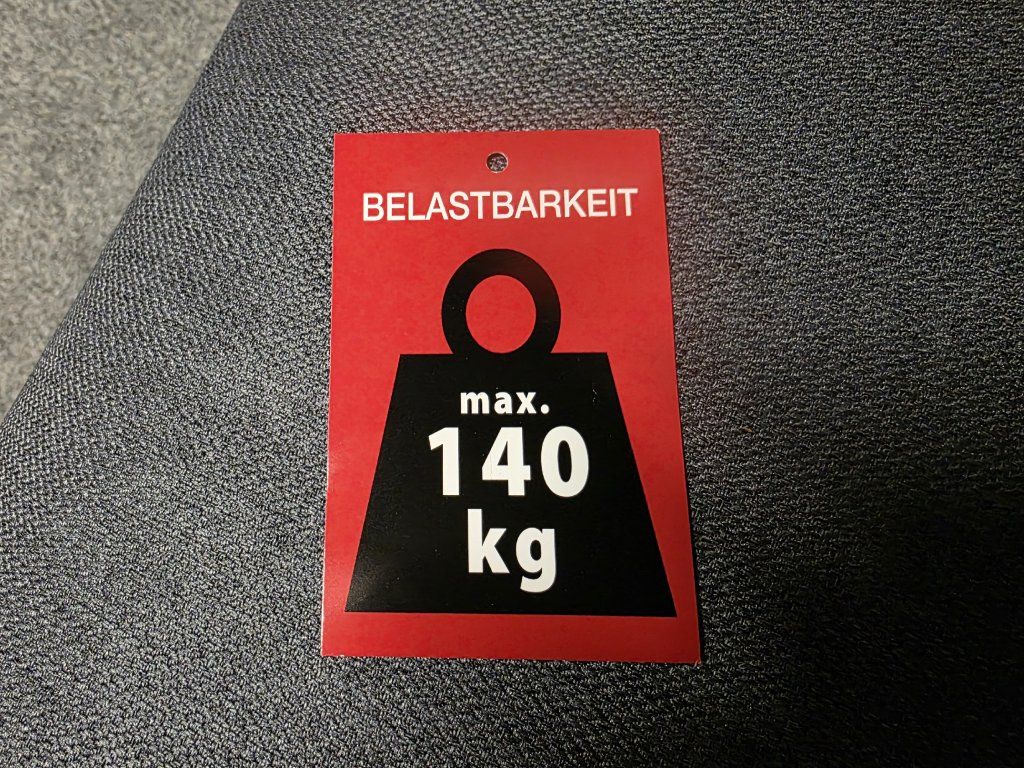 BELASTBARKEIT
max.
140
kg